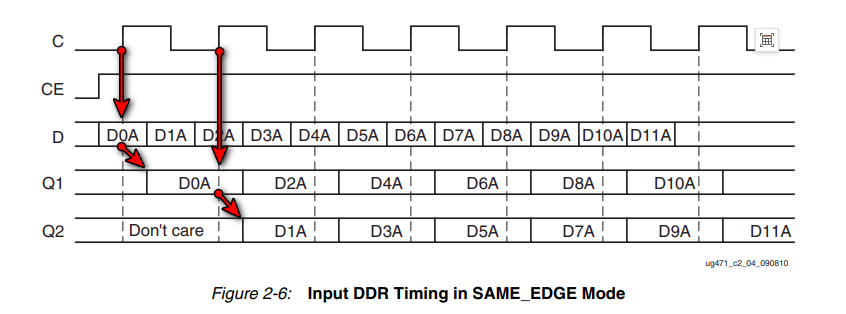 C
CE
D D0A D1A D2A D3A D4A D5A D6A D7A D8A D9A D10A D11A
Q1 D0A D2A D4A D6A D8A D10A
Q2 Don't care D1A D3A D5A D7A D9A D11A
ug471_c2_04_090810
Figure 2-6: Input DDR Timing in SAME_EDGE Mode